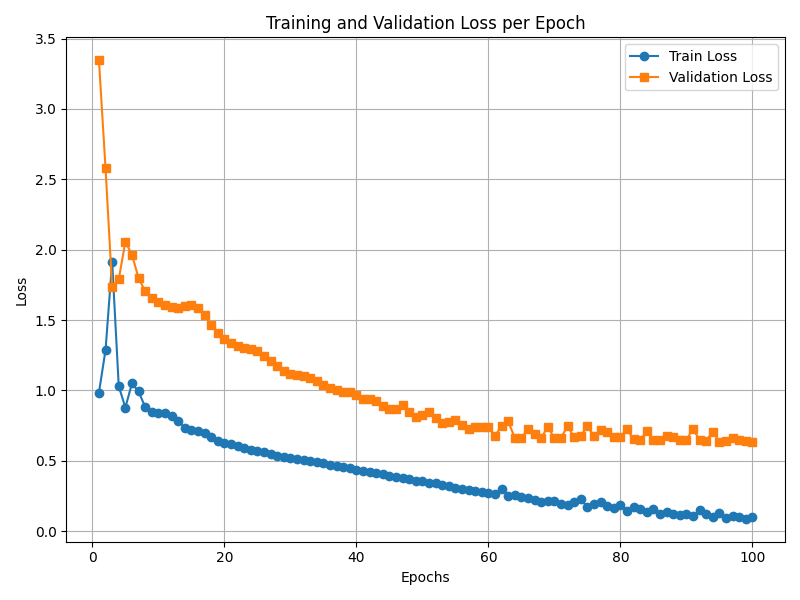 Training and Validation Loss per Epoch
Train Loss
Validation Loss
3.5
3.0
2.5
2.0
1.5
1.0
0.5
0.0
Loss
0 20 40 60 80 100
Epochs